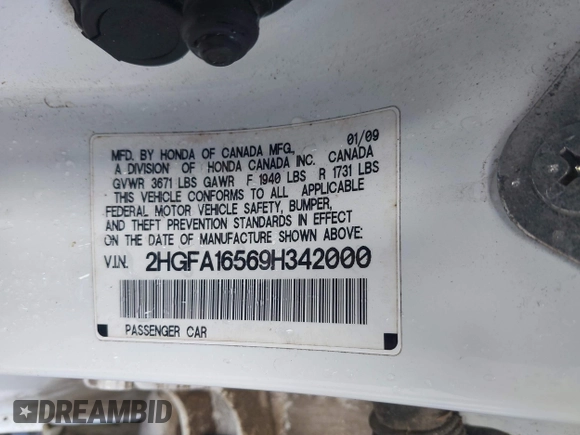 MFD. BY HONDA OF CANADA MFG. 01/09
A DIVISION OF HONDA CANADA INC. CANADA
GVWR 3671 LBS GAWR F 1940 LBS R 1731 LBS
THIS VEHICLE CONFORMS TO ALL APPLICABLE
FEDERAL MOTOR VEHICLE SAFETY, BUMPER,
AND THEFT PREVENTION STANDARDS IN EFFECT
ON THE DATE OF MANUFACTURE SHOWN ABOVE:
V.I.N. 2HGFA16569H342000
PASSENGER CAR
DREAMBID